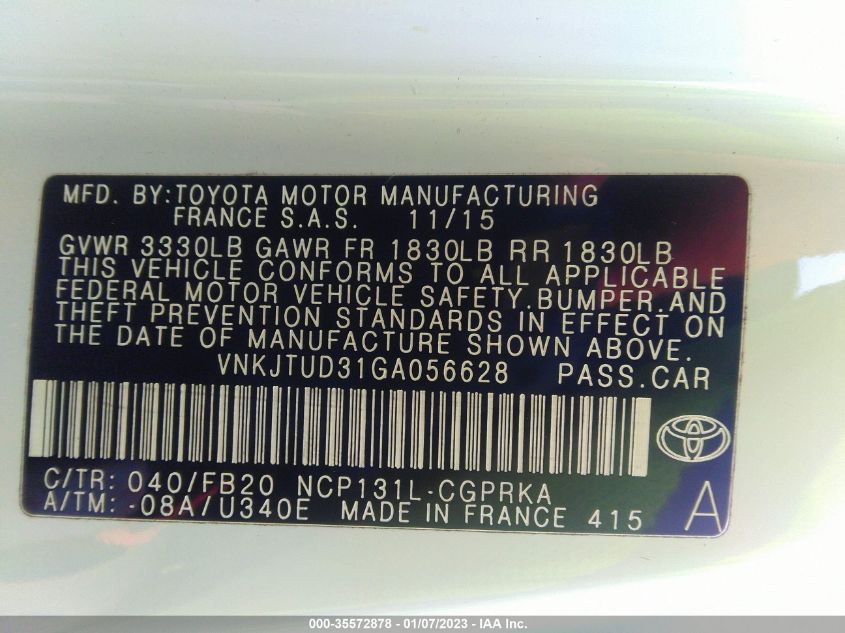 MFD. BY:TOYOTA MOTOR MANUFACTURING
FRANCE S.A.S. 11/15
GVWR 3330LB GAWR FR 1830LB RR 1830LB
THIS VEHICLE CONFORMS TO ALL APPLICABLE
FEDERAL MOTOR VEHICLE SAFETY,BUMPER,AND
THEFT PREVENTION STANDARDS IN EFFECT ON
THE DATE OF MANUFACTURE SHOWN ABOVE.
VNKJTUD31GA056628 PASS.CAR
C/TR: 040/FB20 NCP131L-CGPRKA
A/TM: -08A/U340E MADE IN FRANCE 415 A
000-35572878 - 01/07/2023 - IAAI.com